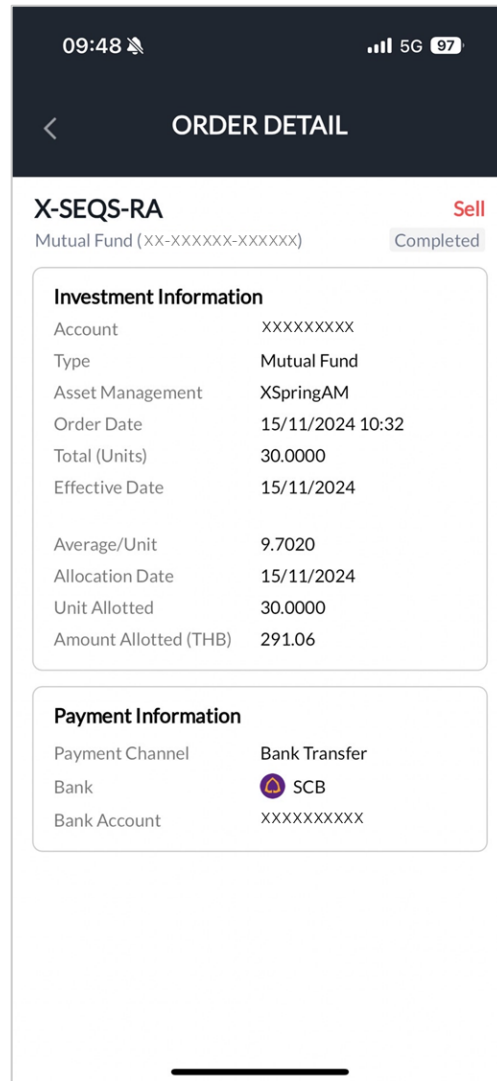 09:48 5G 97
ORDER DETAIL
X-SEQS-RA Sell
Mutual Fund (XX-XXXXXX-XXXXXX) Completed
Investment Information
Account XXXXXXXXX
Type Mutual Fund
Asset Management XSpringAM
Order Date 15/11/2024 10:32
Total (Units) 30.0000
Effective Date 15/11/2024
Average/Unit 9.7020
Allocation Date 15/11/2024
Unit Allotted 30.0000
Amount Allotted (THB) 291.06
Payment Information
Payment Channel Bank Transfer
Bank SCB
Bank Account XXXXXXXXXX